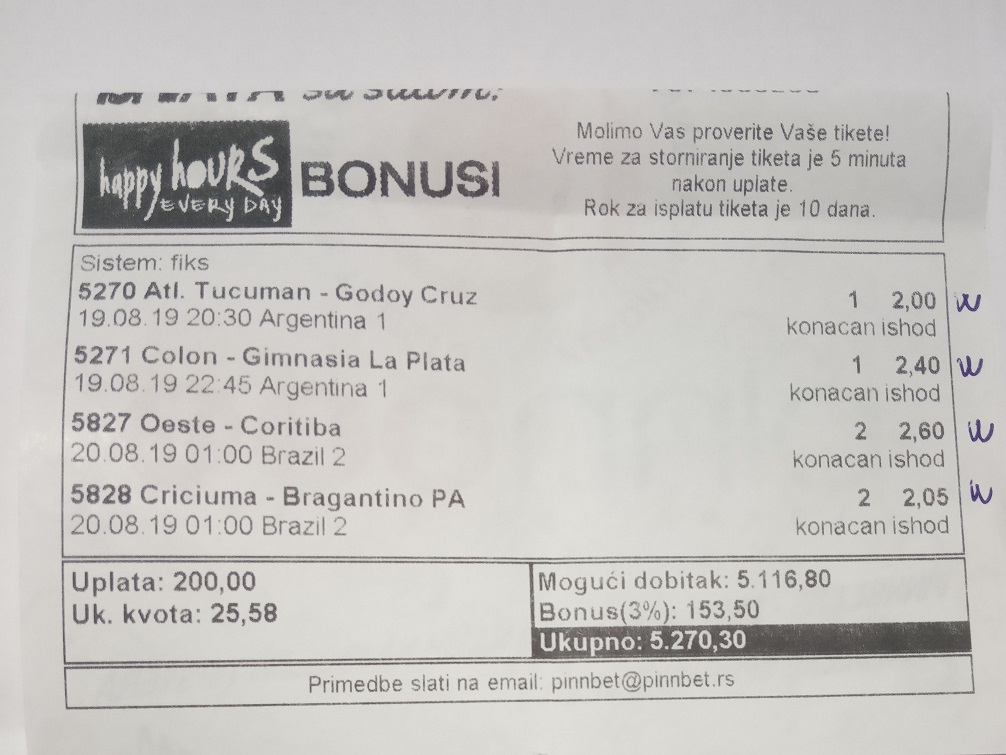 sa sudom!
happy hours
EVERY DAY
BONUSI
Molimo Vas proverite Vaše tikete!
Vreme za storniranje tiketa je 5 minuta
nakon uplate.
Rok za isplatu tiketa je 10 dana.
Sistem: fiks
5270 Atl. Tucuman - Godoy Cruz 1 2,00 W
19.08.19 20:30 Argentina 1 konacan ishod
5271 Colon - Gimnasia La Plata 1 2,40 W
19.08.19 22:45 Argentina 1 konacan ishod
5827 Oeste - Coritiba 2 2,60 W
20.08.19 01:00 Brazil 2 konacan ishod
5828 Criciuma - Bragantino PA 2 2,05 W
20.08.19 01:00 Brazil 2 konacan ishod
Uplata: 200,00
Uk. kvota: 25,58
Mogući dobitak: 5.116,80
Bonus(3%): 153,50
Ukupno: 5.270,30
Primedbe slati na email: pinnbet@pinnbet.rs